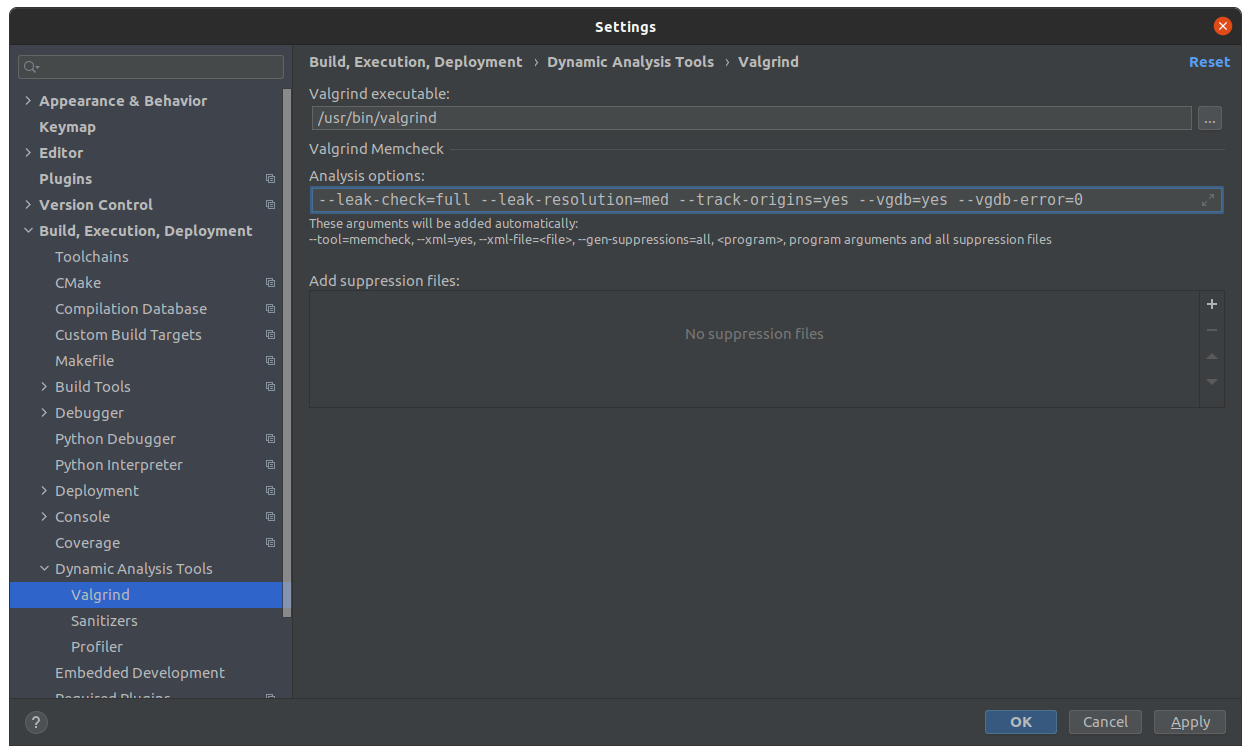 Settings
Build, Execution, Deployment › Dynamic Analysis Tools › Valgrind
Reset
Appearance & Behavior
Keymap
Editor
Plugins
Version Control
Build, Execution, Deployment
Toolchains
CMake
Compilation Database
Custom Build Targets
Makefile
Build Tools
Debugger
Python Debugger
Python Interpreter
Deployment
Console
Coverage
Dynamic Analysis Tools
Valgrind
Sanitizers
Profiler
Embedded Development
Required Plugins
Valgrind executable:
/usr/bin/valgrind
...
Valgrind Memcheck
Analysis options:
--leak-check=full --leak-resolution=med --track-origins=yes --vgdb=yes --vgdb-error=0
These arguments will be added automatically:
--tool=memcheck, --xml=yes, --xml-file=<file>, --gen-suppressions=all, <program>, program arguments and all suppression files
Add suppression files:
No suppression files
?
OK
Cancel
Apply